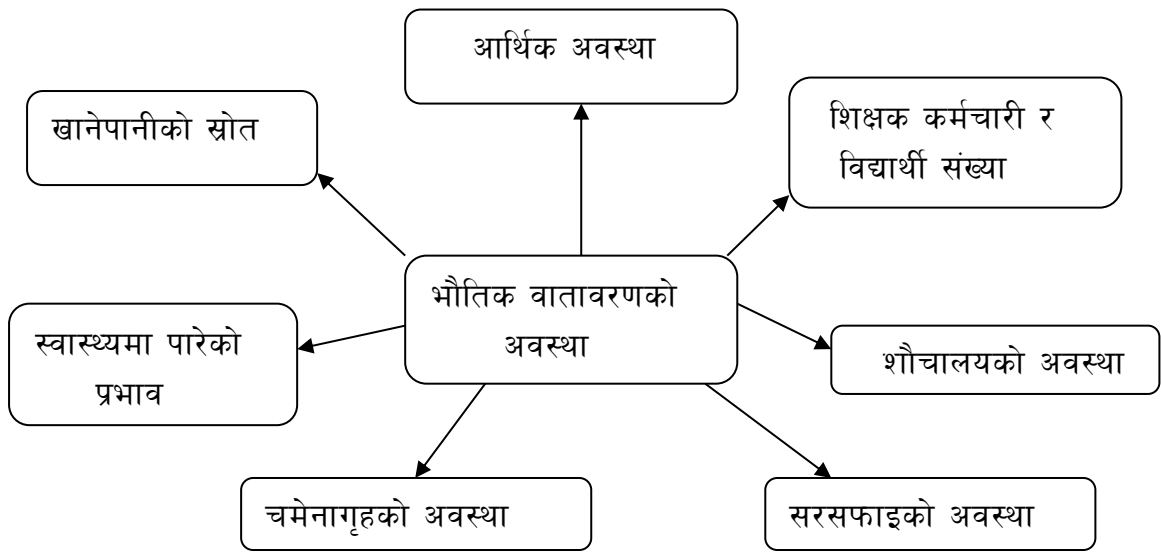 आर्थिक अवस्था
खानेपानीको स्रोत
शिक्षक कर्मचारी र
विद्यार्थी संख्या
भौतिक वातावरणको
अवस्था
स्वास्थ्यमा पारेको
प्रभाव
शौचालयको अवस्था
चमेनागृहको अवस्था
सरसफाइको अवस्था